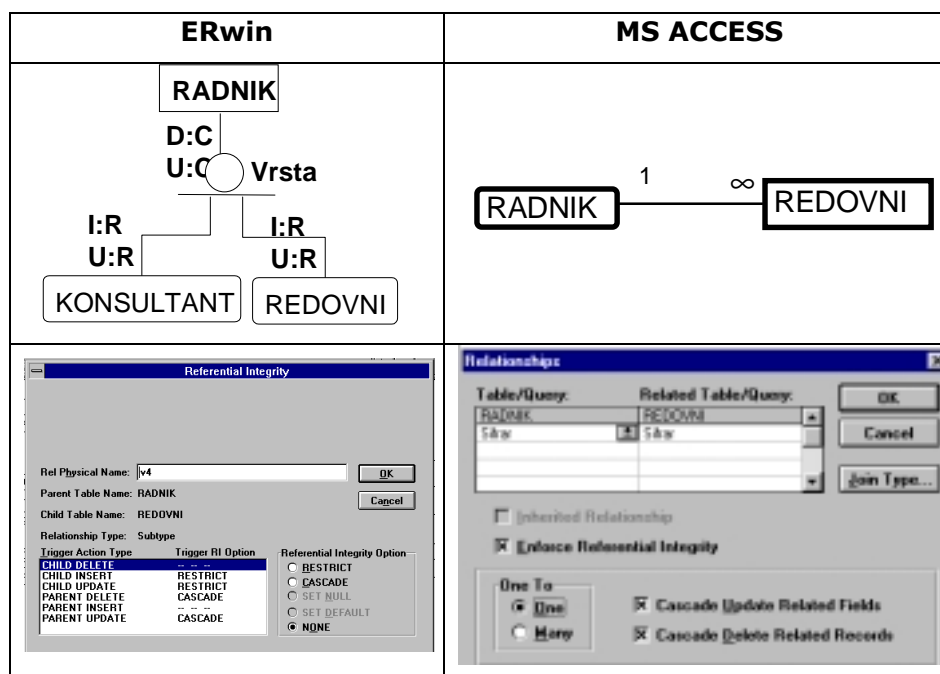 ERwin
MS ACCESS
RADNIK
D:C
U:C
Vrsta
I:R
U:R
I:R
U:R
KONSULTANT
REDOVNI
1
∞
RADNIK
REDOVNI
Referential Integrity
Rel Physical Name: v4
OK
Parent Table Name: RADNIK
Cancel
Child Table Name: REDOVNI
Relationship Type: Subtype
Trigger Action Type Trigger RI Option
CHILD DELETE -- -- --
CHILD INSERT RESTRICT
CHILD UPDATE RESTRICT
PARENT DELETE CASCADE
PARENT INSERT -- -- --
PARENT UPDATE CASCADE
Referential Integrity Option
RESTRICT
CASCADE
SET NULL
SET DEFAULT
NONE
Relationships
Table/Query: Related Table/Query:
RADNIK REDOVNI
OK
Cancel
Join Type...
Inherited Relationship
Enforce Referential Integrity
One To
One
Many
Cascade Update Related Fields
Cascade Delete Related Records